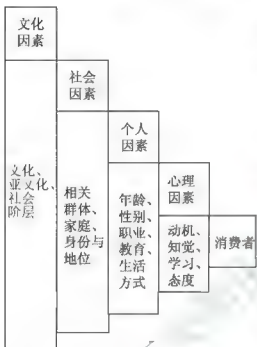 文化
因素
文化、
亚文化、
社会
阶层
社会
因素
相关
群体、
家庭、
身份与
地位
个人
因素
年龄、
性别、
职业、
教育、
生活
方式
心理
因素
动机、
知觉、
学习、
态度
消费者